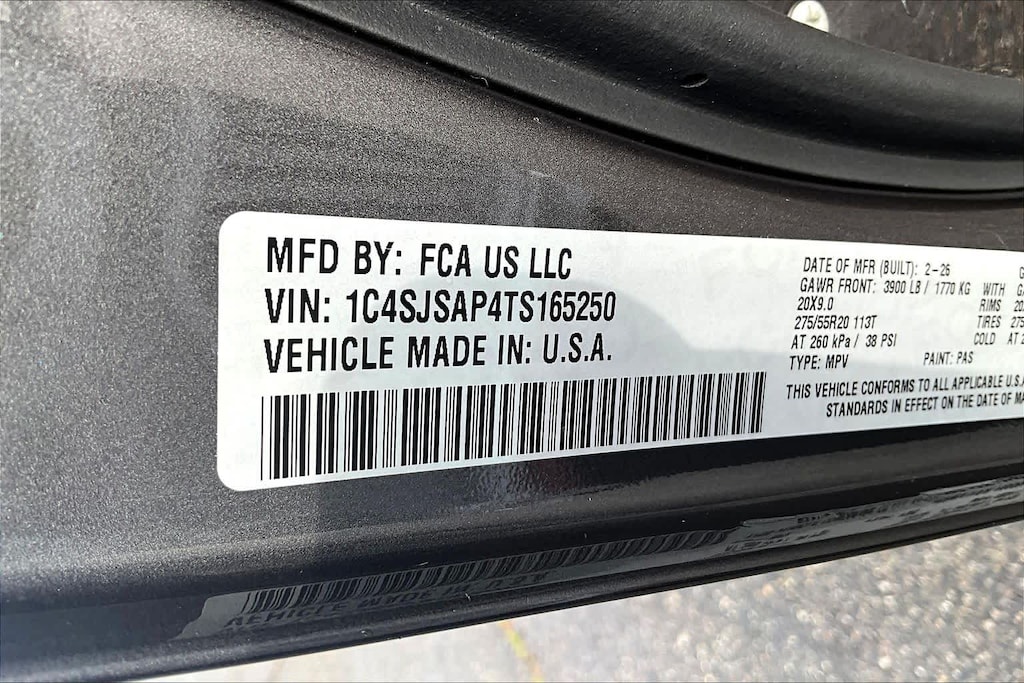 MFD BY: FCA US LLC
VIN: 1C4SJSAP4TS165250
VEHICLE MADE IN: U.S.A.
DATE OF MFR (BUILT): 2-26
GAWR FRONT: 3900 LB / 1770 KG WITH
20X9.0 RIMS
275/55R20 113T TIRES
AT 260 kPa / 38 PSI COLD
TYPE: MPV PAINT: PAS
THIS VEHICLE CONFORMS TO ALL APPLICABLE U.S.A
STANDARDS IN EFFECT ON THE DATE OF